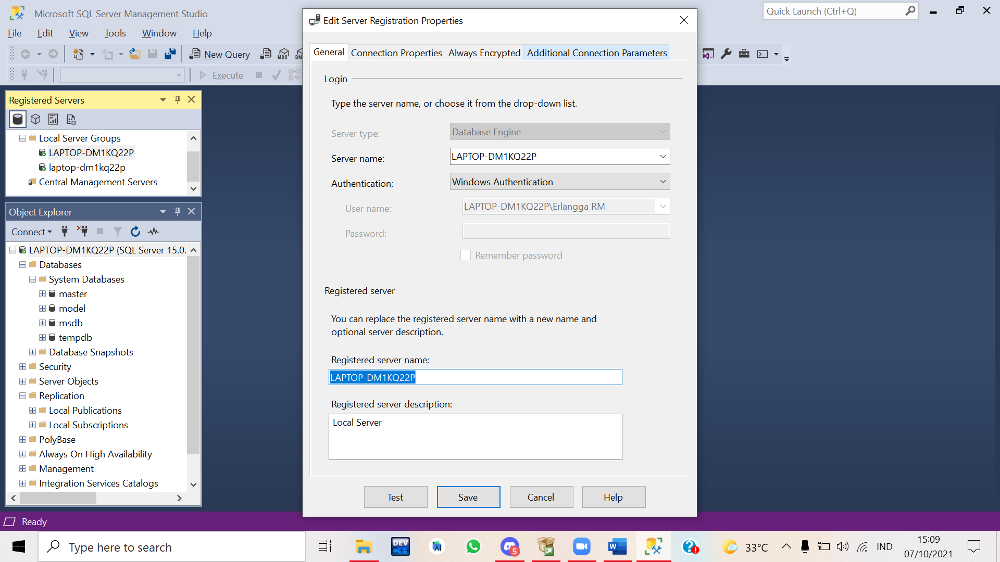 Microsoft SQL Server Management Studio
Quick Launch (Ctrl+Q)
File Edit View Tools Window Help
New Query MDX
Execute
Registered Servers
Local Server Groups
LAPTOP-DM1KQ22P
laptop-dm1kq22p
Central Management Servers
Object Explorer
Connect
LAPTOP-DM1KQ22P (SQL Server 15.0.
Databases
System Databases
master
model
msdb
tempdb
Database Snapshots
Security
Server Objects
Replication
Local Publications
Local Subscriptions
PolyBase
Always On High Availability
Management
Integration Services Catalogs
Edit Server Registration Properties
General Connection Properties Always Encrypted Additional Connection Parameters
Login
Type the server name, or choose it from the drop-down list.
Server type: Database Engine
Server name: LAPTOP-DM1KQ22P
Authentication: Windows Authentication
User name: LAPTOP-DM1KQ22P\Erlangga RM
Password:
Remember password
Registered server
You can replace the registered server name with a new name and
optional server description.
Registered server name:
LAPTOP-DM1KQ22P
Registered server description:
Local Server
Test Save Cancel Help
Ready
Type here to search
DEV
C++
5
W
33°C
IND
15:09
07/10/2021